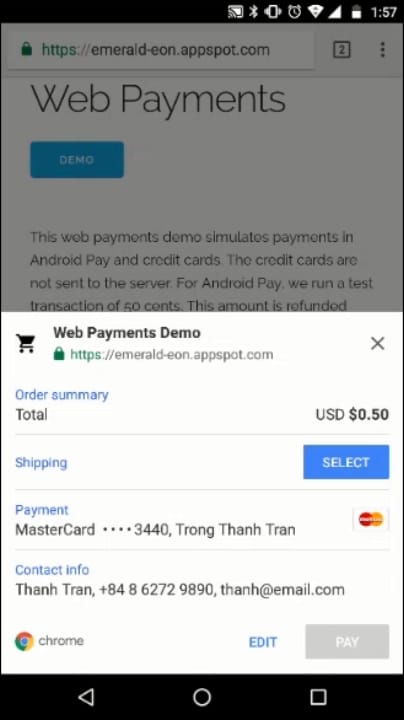 1:57
https://emerald-eon.appspot.com
2
Web Payments
DEMO
This web payments demo simulates payments in
Android Pay and credit cards. The credit cards are
not sent to the server. For Android Pay, we run a test
transaction of 50 cents. This amount is refunded
Web Payments Demo
https://emerald-eon.appspot.com
Order summary
Total USD $0.50
Shipping SELECT
Payment
MasterCard •••• 3440, Trong Thanh Tran
Contact info
Thanh Tran, +84 8 6272 9890, thanh@email.com
chrome EDIT PAY